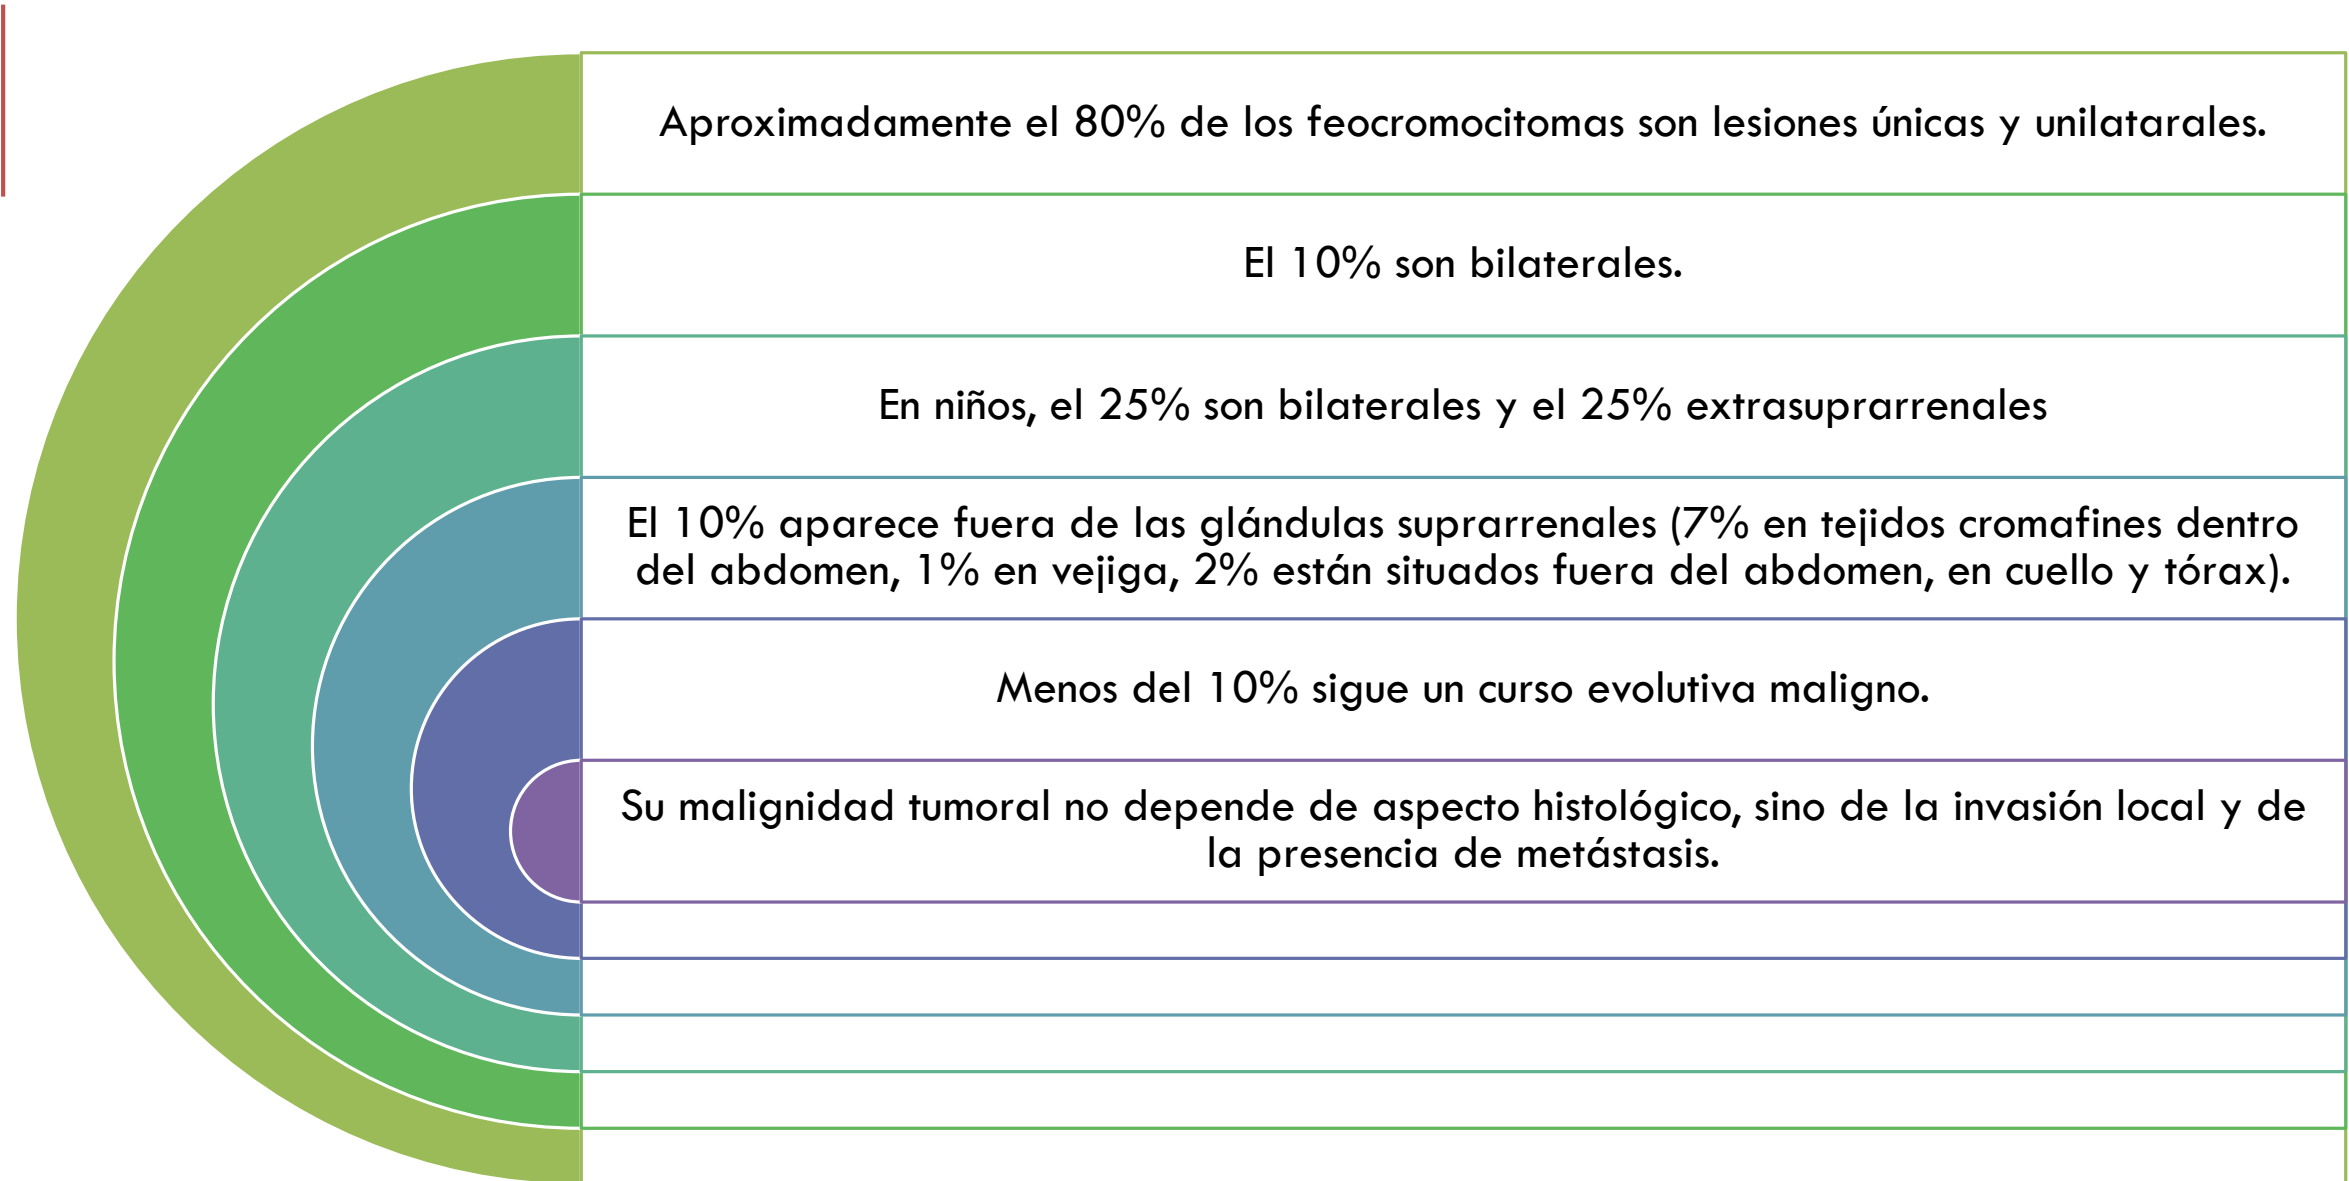 Aproximadamente el 80% de los feocromocitomas son lesiones únicas y unilatarales.
El 10% son bilaterales.
En niños, el 25% son bilaterales y el 25% extrasuprarrenales
El 10% aparece fuera de las glándulas suprarrenales (7% en tejidos cromafines dentro
del abdomen, 1% en vejiga, 2% están situados fuera del abdomen, en cuello y tórax).
Menos del 10% sigue un curso evolutiva maligno.
Su malignidad tumoral no depende de aspecto histológico, sino de la invasión local y de
la presencia de metástasis.